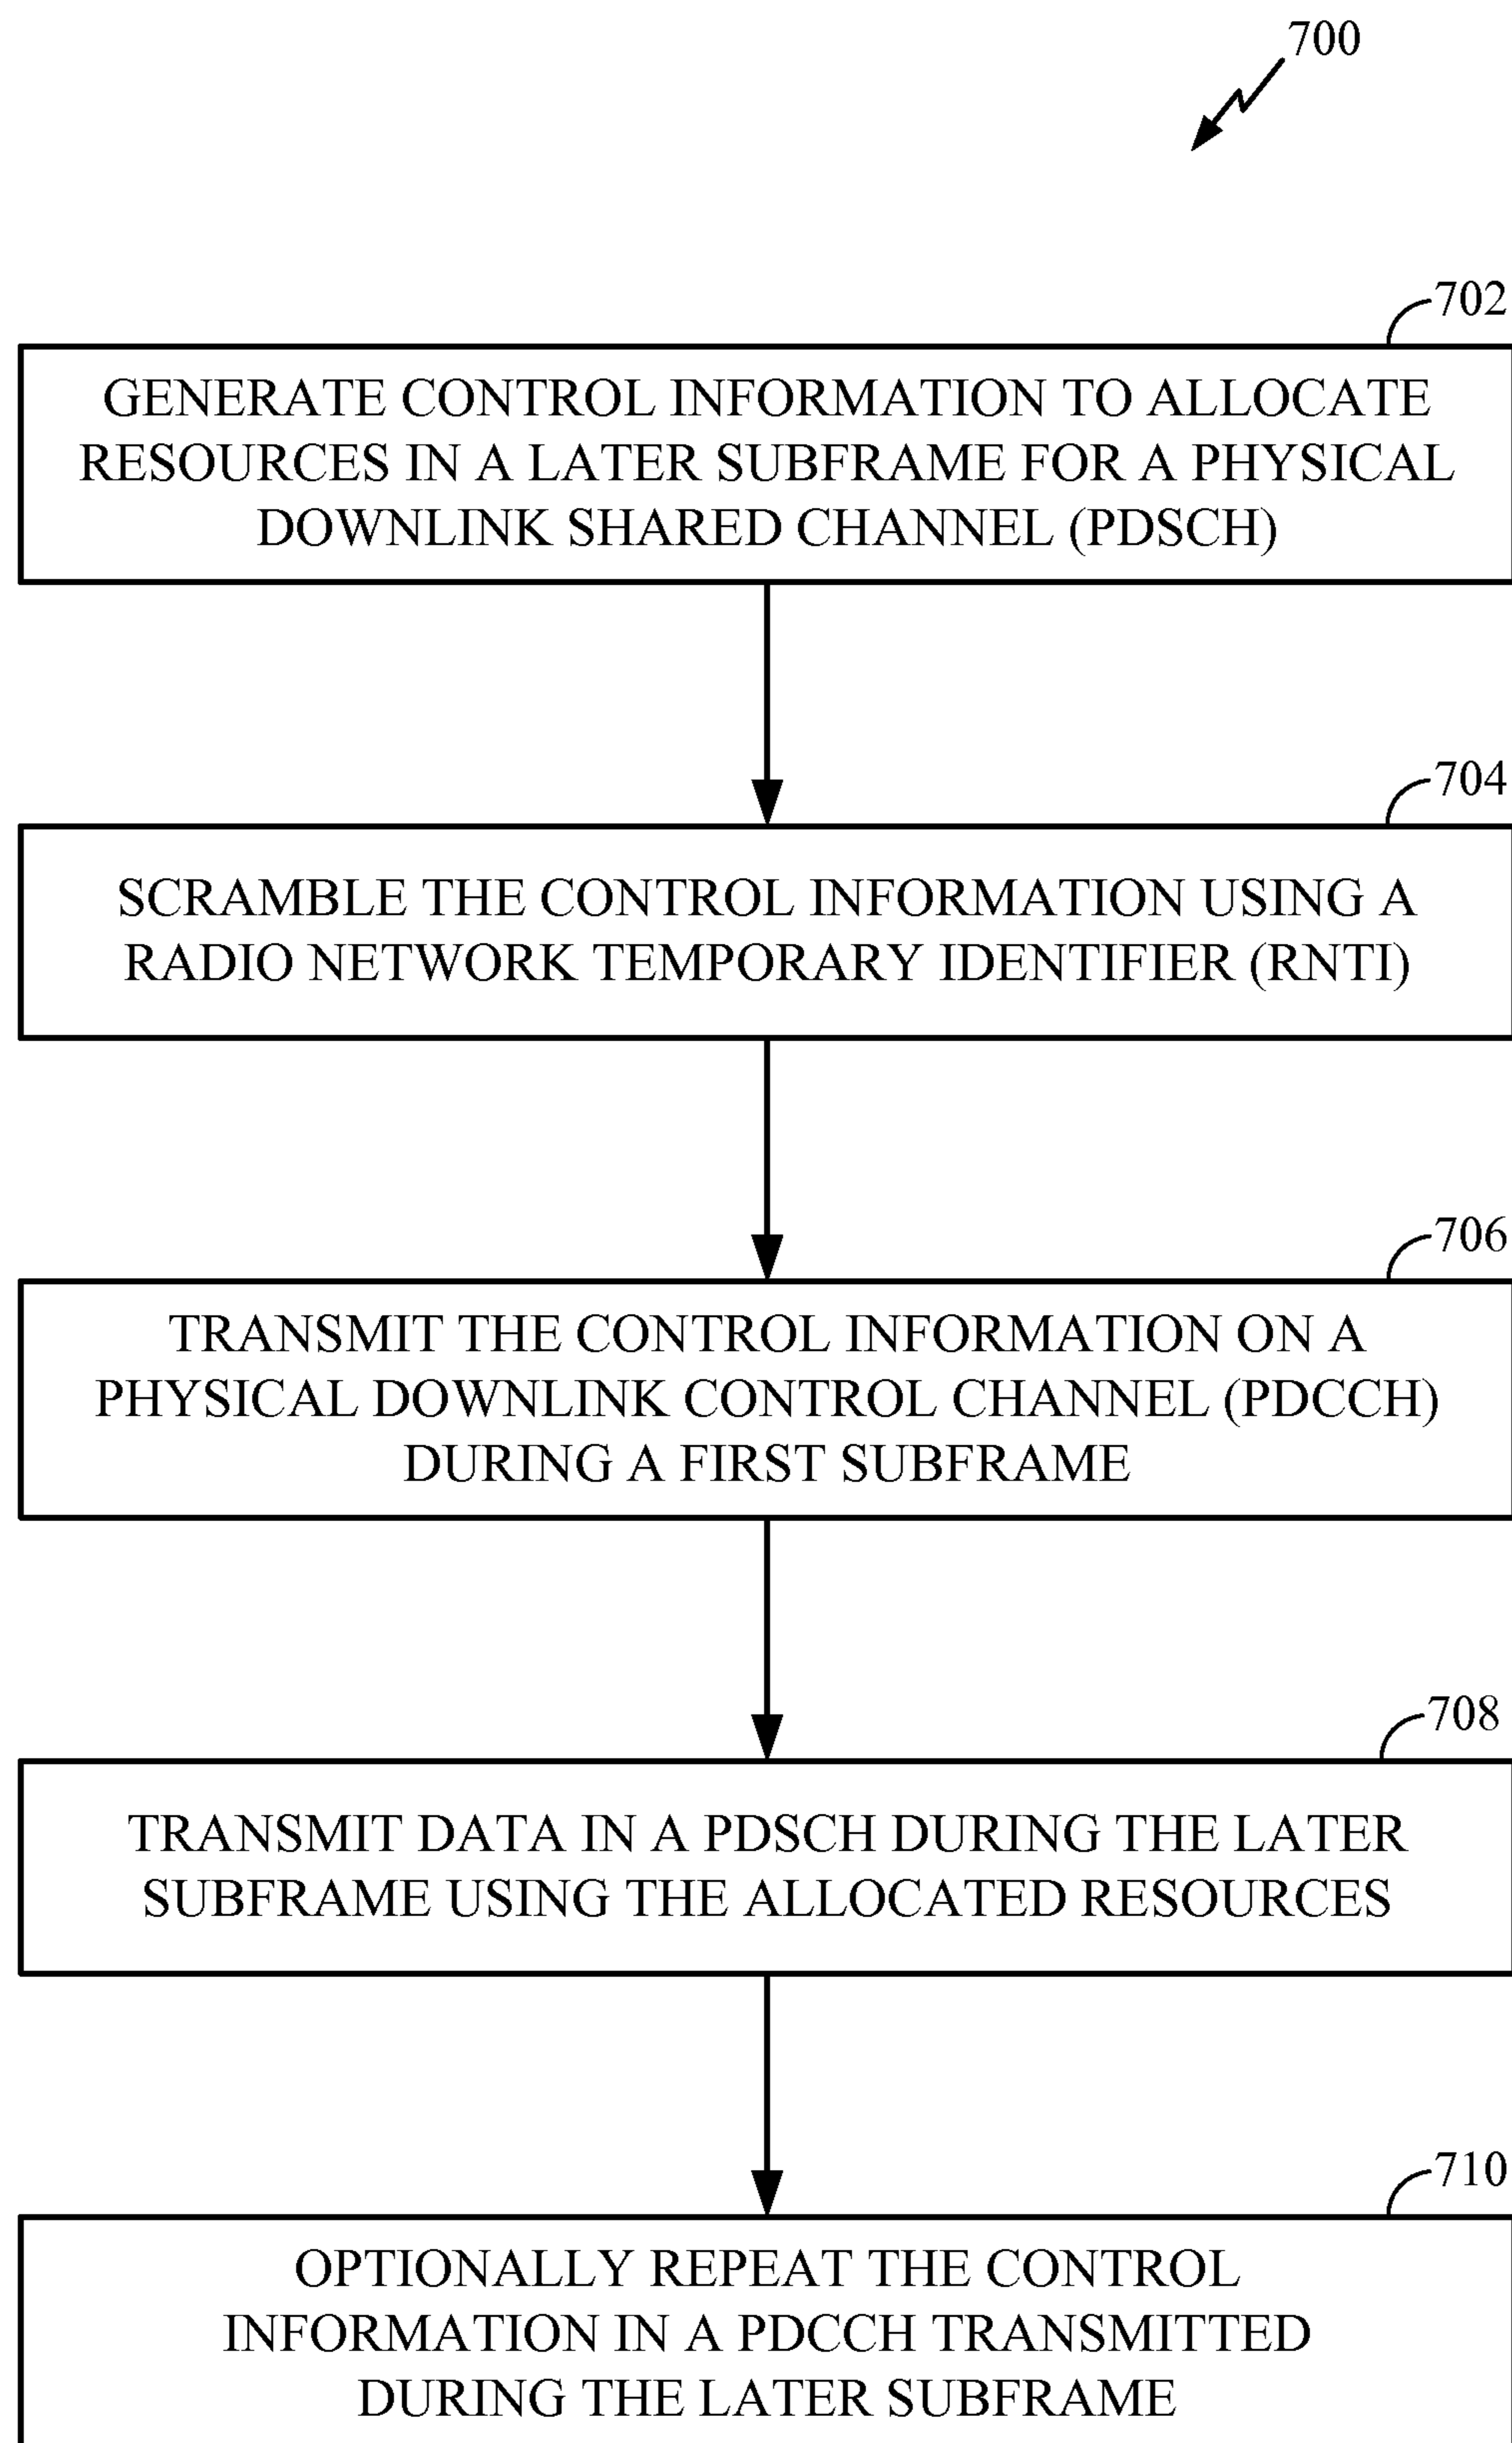 700
702
GENERATE CONTROL INFORMATION TO ALLOCATE
RESOURCES IN A LATER SUBFRAME FOR A PHYSICAL
DOWNLINK SHARED CHANNEL (PDSCH)
704
SCRAMBLE THE CONTROL INFORMATION USING A
RADIO NETWORK TEMPORARY IDENTIFIER (RNTI)
706
TRANSMIT THE CONTROL INFORMATION ON A
PHYSICAL DOWNLINK CONTROL CHANNEL (PDCCH)
DURING A FIRST SUBFRAME
708
TRANSMIT DATA IN A PDSCH DURING THE LATER
SUBFRAME USING THE ALLOCATED RESOURCES
710
OPTIONALLY REPEAT THE CONTROL
INFORMATION IN A PDCCH TRANSMITTED
DURING THE LATER SUBFRAME